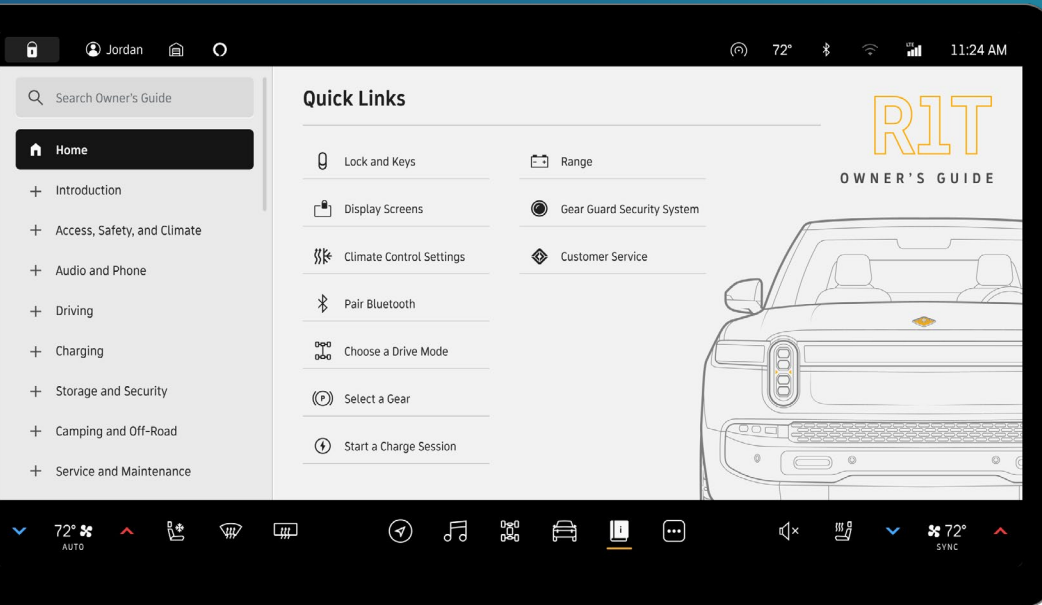 Jordan
72°
LTE
11:24 AM
Search Owner's Guide
Home
Introduction
Access, Safety, and Climate
Audio and Phone
Driving
Charging
Storage and Security
Camping and Off-Road
Service and Maintenance
Quick Links
Lock and Keys
Display Screens
Climate Control Settings
Pair Bluetooth
Choose a Drive Mode
(P) Select a Gear
Start a Charge Session
Range
Gear Guard Security System
Customer Service
R1T
OWNER'S GUIDE
72°
AUTO
i
72°
SYNC